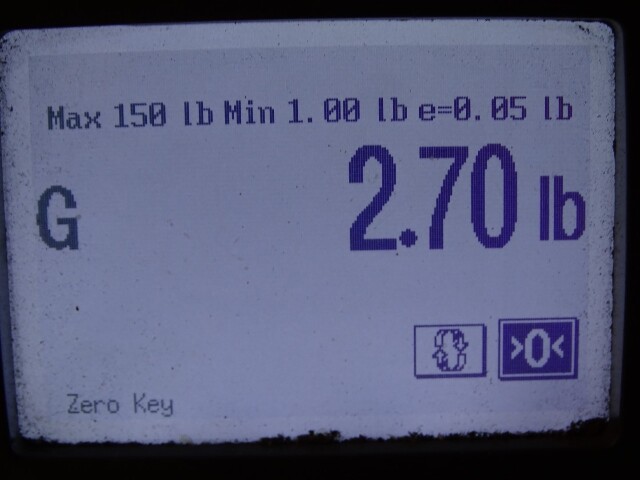 Max 150 lb Min 1.00 lb e=0.05 lb
G 2.70 lb
>0<
Zero Key